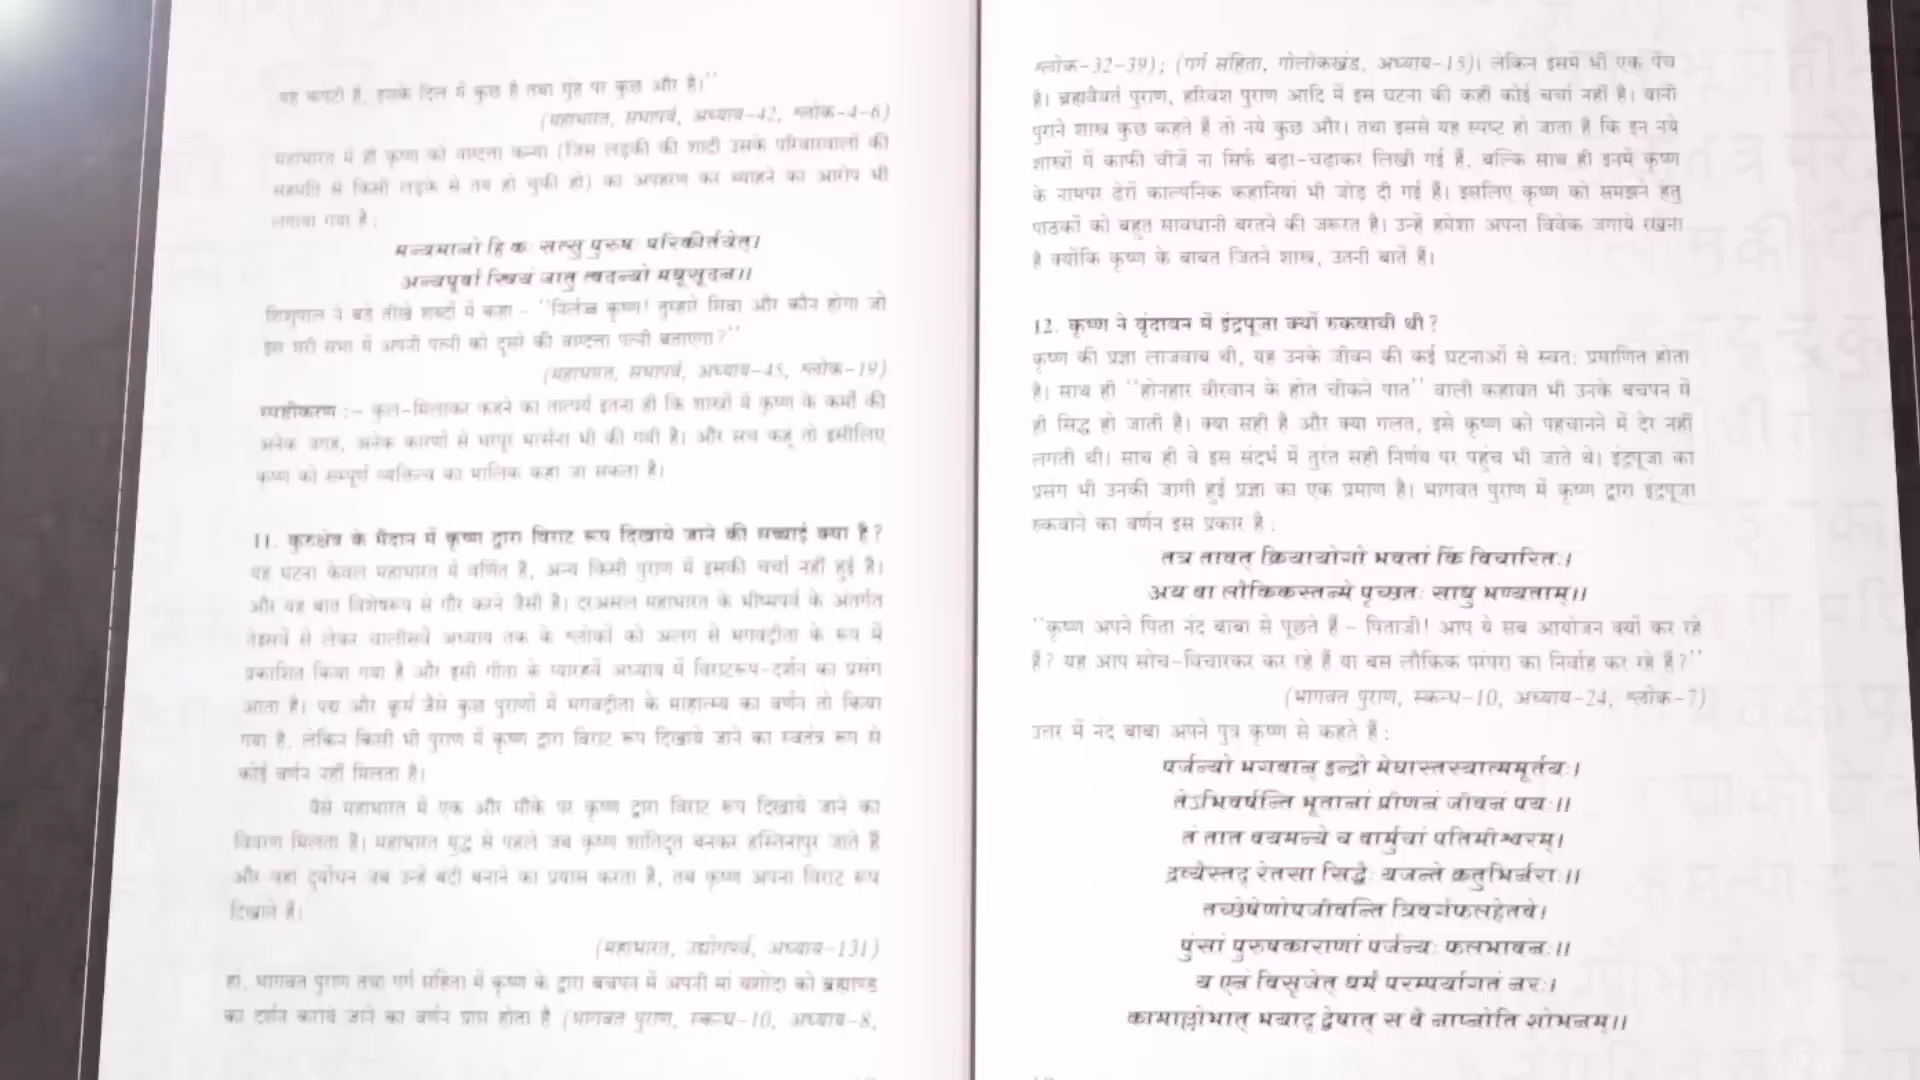 यह कपटी है, इसके दिल में कुछ है तथा मुंह पर कुछ और है।''
(महाभारत, सभापर्व, अध्याय-42, श्लोक-4-6)
महाभारत में ही कृष्ण को वाग्दत्ता कन्या (जिस लड़की की शादी उसके परिवारवालों की
सहमति से किसी लड़के से तय हो चुकी हो) का अपहरण कर ब्याहने का आरोप भी
लगाया गया है :
मन्यमानो हि कः सत्सु पुरुषः परिकीर्तयेत्।
अन्यपूर्वां स्त्रियं जातु त्वदन्यो मधुसूदन।।
शिशुपाल ने बड़े तीखे शब्दों में कहा - ''निर्लज्ज कृष्ण! तुम्हारे सिवा और कौन होगा जो
इस भरी सभा में अपनी पत्नी को दूसरे की वाग्दत्ता पत्नी बताएगा?''
(महाभारत, सभापर्व, अध्याय-45, श्लोक-19)
स्पष्टीकरण :- कुल-मिलाकर कहने का तात्पर्य इतना ही कि शास्त्रों में कृष्ण के कर्मों की
अनेक जगह, अनेक कारणों से भरपूर भर्त्सना भी की गयी है। और सच कहूं तो इसीलिए
कृष्ण को सम्पूर्ण व्यक्तित्व का मालिक कहा जा सकता है।
11. कुरुक्षेत्र के मैदान में कृष्ण द्वारा विराट रूप दिखाये जाने की सच्चाई क्या है?
यह घटना केवल महाभारत में वर्णित है, अन्य किसी पुराण में इसकी चर्चा नहीं हुई है।
और यह बात विशेषरूप से गौर करने जैसी है। दरअसल महाभारत के भीष्मपर्व के अंतर्गत
तेइसवें से लेकर चालीसवें अध्याय तक के श्लोकों को अलग से भगवद्गीता के रूप में
प्रकाशित किया गया है और इसी गीता के ग्यारहवें अध्याय में विराटरूप-दर्शन का प्रसंग
आता है। पद्म और कूर्म जैसे कुछ पुराणों में भगवद्गीता के माहात्म्य का वर्णन तो किया
गया है, लेकिन किसी भी पुराण में कृष्ण द्वारा विराट रूप दिखाये जाने का स्वतंत्र रूप से
कोई वर्णन नहीं मिलता है।
वैसे महाभारत में एक और मौके पर कृष्ण द्वारा विराट रूप दिखाये जाने का
विवरण मिलता है। महाभारत युद्ध से पहले जब कृष्ण शांतिदूत बनकर हस्तिनापुर जाते हैं
और वहां दुर्योधन जब उन्हें बंदी बनाने का प्रयास करता है, तब कृष्ण अपना विराट रूप
दिखाते हैं।
(महाभारत, उद्योगपर्व, अध्याय-131)
हां, भागवत पुराण तथा गर्ग संहिता में कृष्ण के द्वारा बचपन में अपनी मां यशोदा को ब्रह्माण्ड
का दर्शन कराये जाने का वर्णन प्राप्त होता है (भागवत पुराण, स्कन्ध-10, अध्याय-8,
श्लोक-32-39); (गर्ग संहिता, गोलोकखंड, अध्याय-15)। लेकिन इसमें भी एक पेंच
है। ब्रह्मवैवर्त पुराण, हरिवंश पुराण आदि में इस घटना की कहीं कोई चर्चा नहीं है। यानी
पुराने शास्त्र कुछ कहते हैं तो नये कुछ और। तथा इससे यह स्पष्ट हो जाता है कि इन नये
शास्त्रों में काफी चीजें ना सिर्फ बढ़ा-चढ़ाकर लिखी गई हैं, बल्कि साथ ही इनमें कृष्ण
के नामपर ढेरों काल्पनिक कहानियां भी जोड़ दी गई हैं। इसलिए कृष्ण को समझने हेतु
पाठकों को बहुत सावधानी बरतने की जरूरत है। उन्हें हमेशा अपना विवेक जगाये रखना
है क्योंकि कृष्ण के बाबत जितने शास्त्र, उतनी बातें हैं।
12. कृष्ण ने वृंदावन में इंद्रपूजा क्यों रुकवायी थी?
कृष्ण की प्रज्ञा लाजवाब थी, यह उनके जीवन की कई घटनाओं से स्वतः प्रमाणित होता
है। साथ ही ''होनहार वीरवान के होत चीकने पात'' वाली कहावत भी उनके बचपन में
ही सिद्ध हो जाती है। क्या सही है और क्या गलत, इसे कृष्ण को पहचानने में देर नहीं
लगती थी। साथ ही वे इस संदर्भ में तुरंत सही निर्णय पर पहुंच भी जाते थे। इंद्रपूजा का
प्रसंग भी उनकी जागी हुई प्रज्ञा का एक प्रमाण है। भागवत पुराण में कृष्ण द्वारा इंद्रपूजा
रुकवाने का वर्णन इस प्रकार है :
तत्र तावत् क्रियायोगो भवतां किं विचारितः।
अथ वा लौकिकस्तन्मे पृच्छतः साधु भण्यताम्।।
''कृष्ण अपने पिता नंद बाबा से पूछते हैं - पिताजी! आप ये सब आयोजन क्यों कर रहे
हैं? यह आप सोच-विचारकर कर रहे हैं या बस लौकिक परंपरा का निर्वाह कर रहे हैं?''
(भागवत पुराण, स्कन्ध-10, अध्याय-24, श्लोक-7)
उत्तर में नंद बाबा अपने पुत्र कृष्ण से कहते हैं :
पर्जन्यो भगवान् इन्द्रो मेघास्तस्यात्ममूर्तयः।
तेऽभिवर्षन्ति भूतानां प्रीणनं जीवनं पयः।।
तं तात वयमन्ये च वार्मुचां पतिमीश्वरम्।
द्रव्यैस्तद् रेतसा सिद्धैः यजन्ते क्रतुभिर्नराः।।
तच्छेषेणोपजीवन्ति त्रिवर्गफलहेतवे।
पुंसां पुरुषकाराणां पर्जन्यः फलभावनः।।
य एनं विसृजेत् धर्मं परम्पर्यागतं नरः।
कामाल्लोभात् भयाद् द्वेषात् स वै नाप्नोति शोभनम्।।